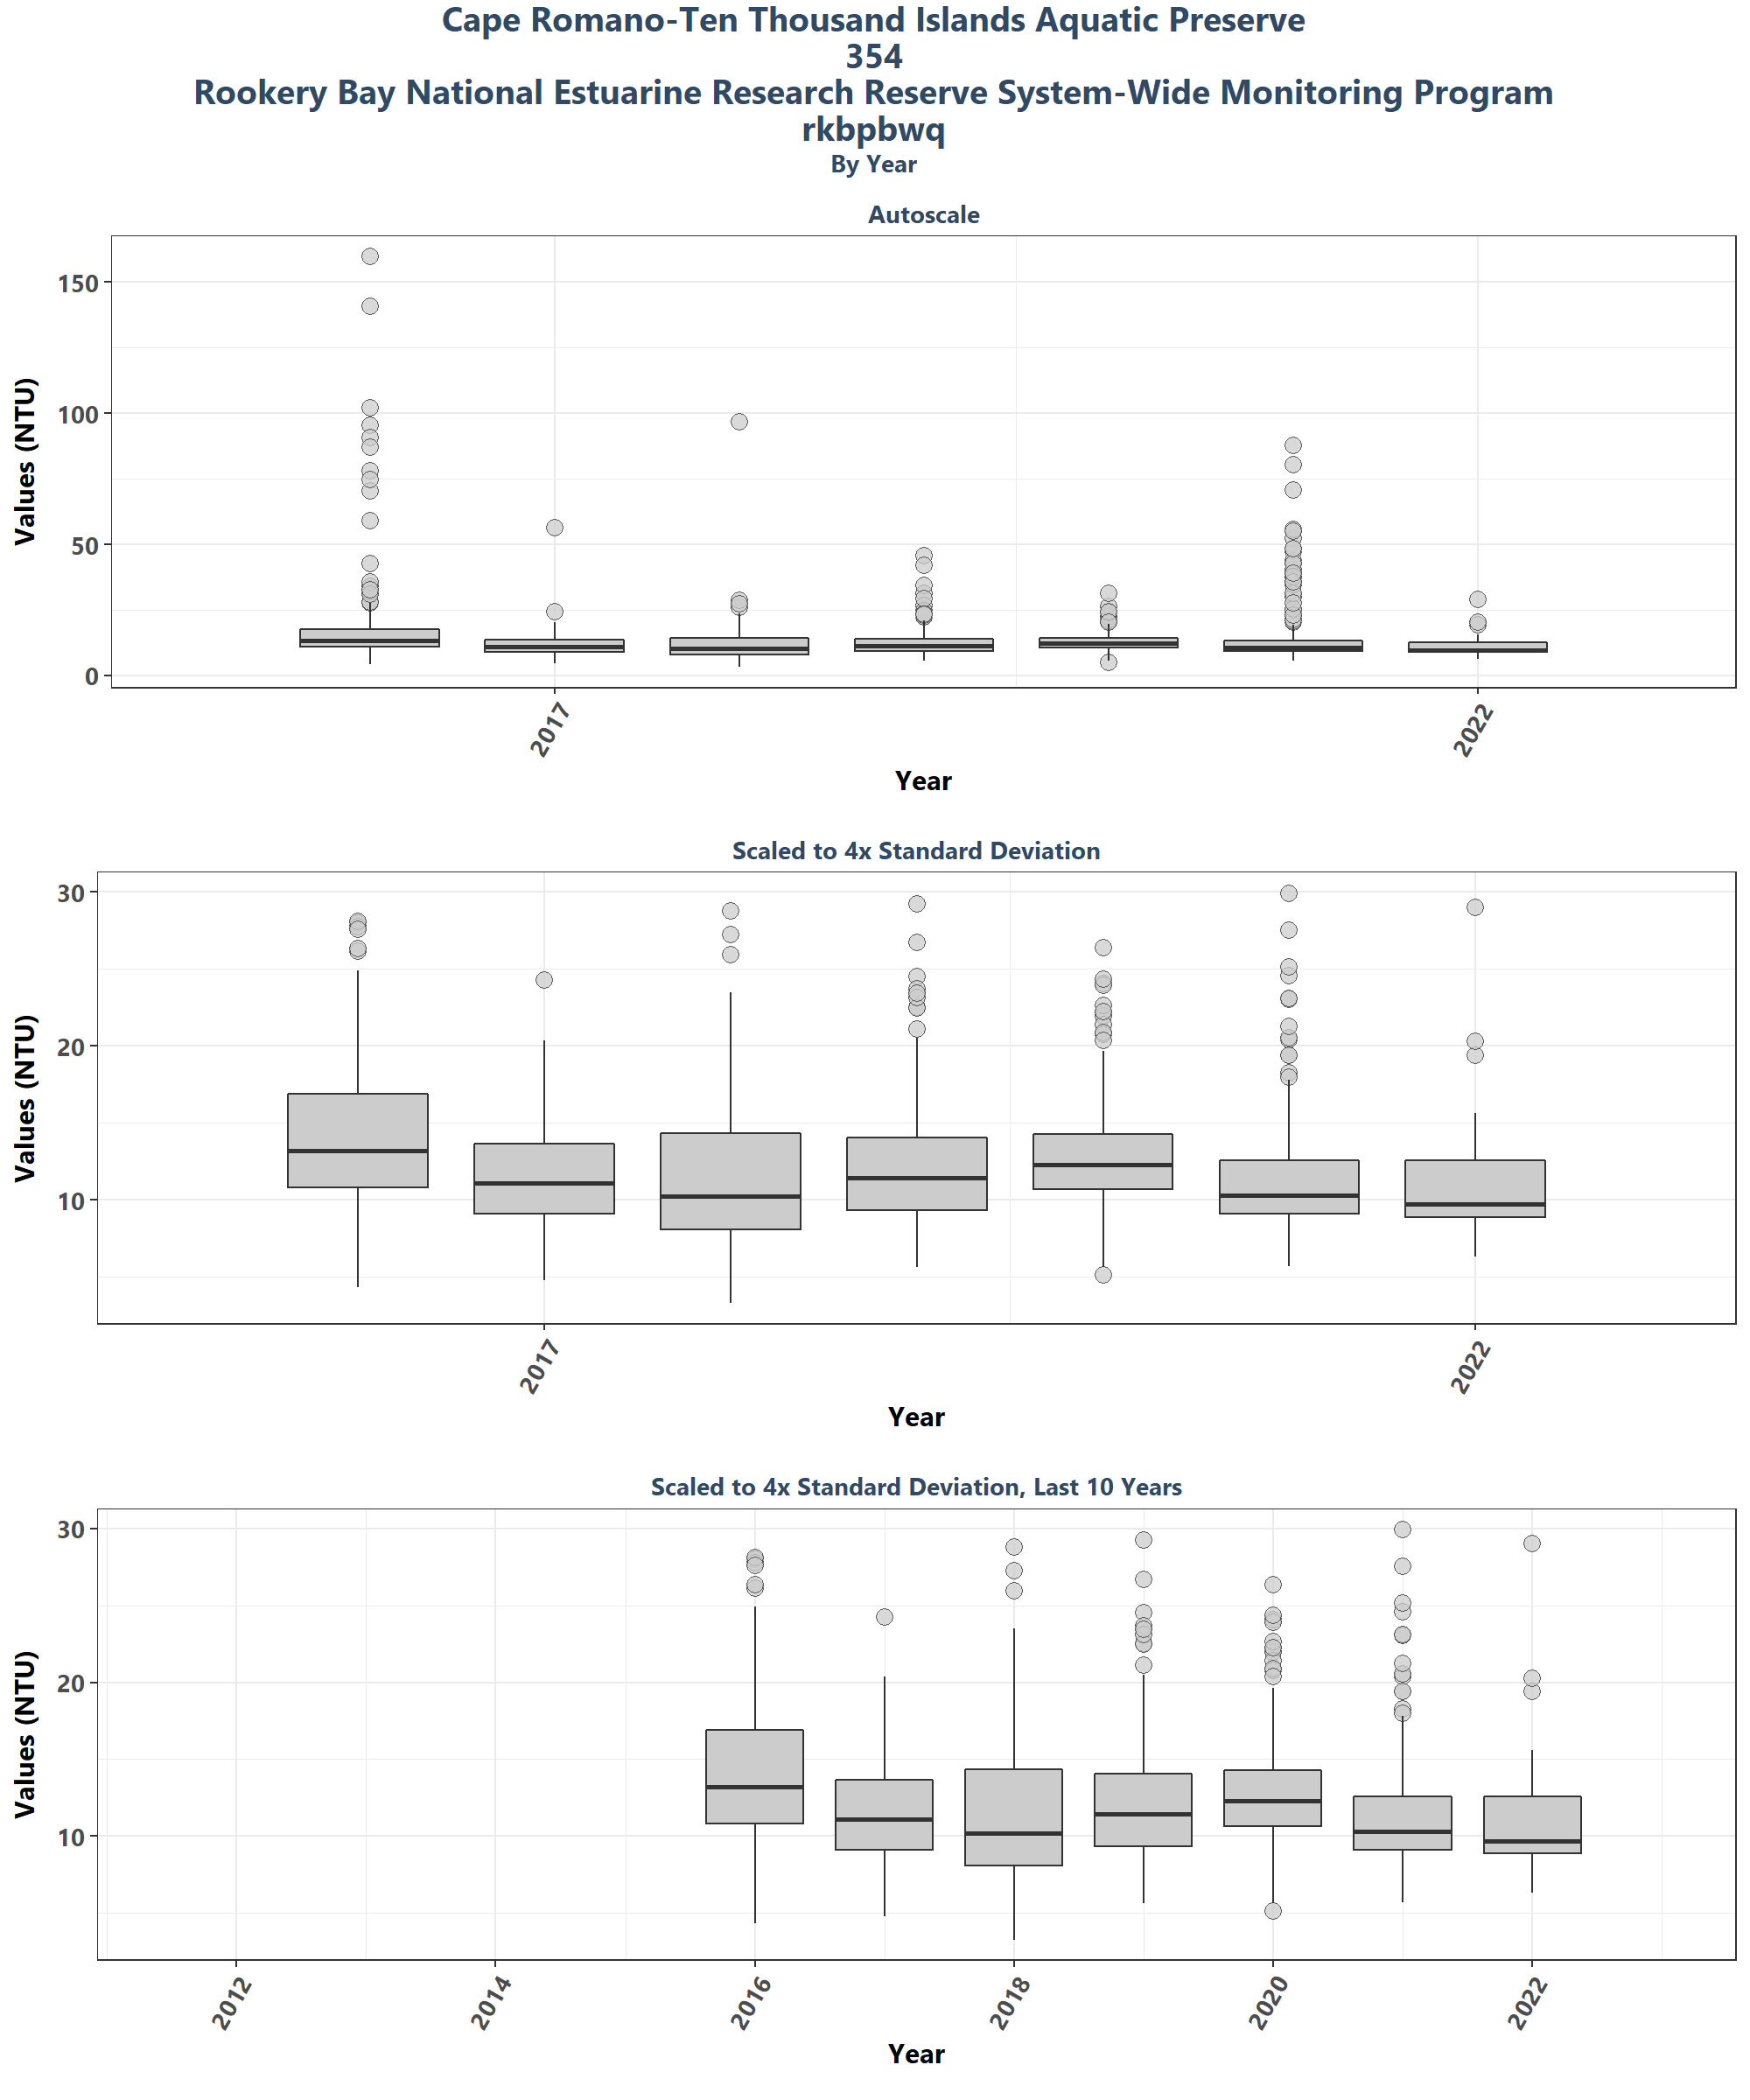 Cape Romano-Ten Thousand Islands Aquatic Preserve
354
Rookery Bay National Estuarine Research Reserve System-Wide Monitoring Program
rkbpbwq
By Year
Autoscale
Values (NTU)
150
100
50
0
2017
2022
Year
Scaled to 4x Standard Deviation
Values (NTU)
30
20
10
2017
2022
Year
Scaled to 4x Standard Deviation, Last 10 Years
Values (NTU)
30
20
10
2012
2014
2016
2018
2020
2022
Year